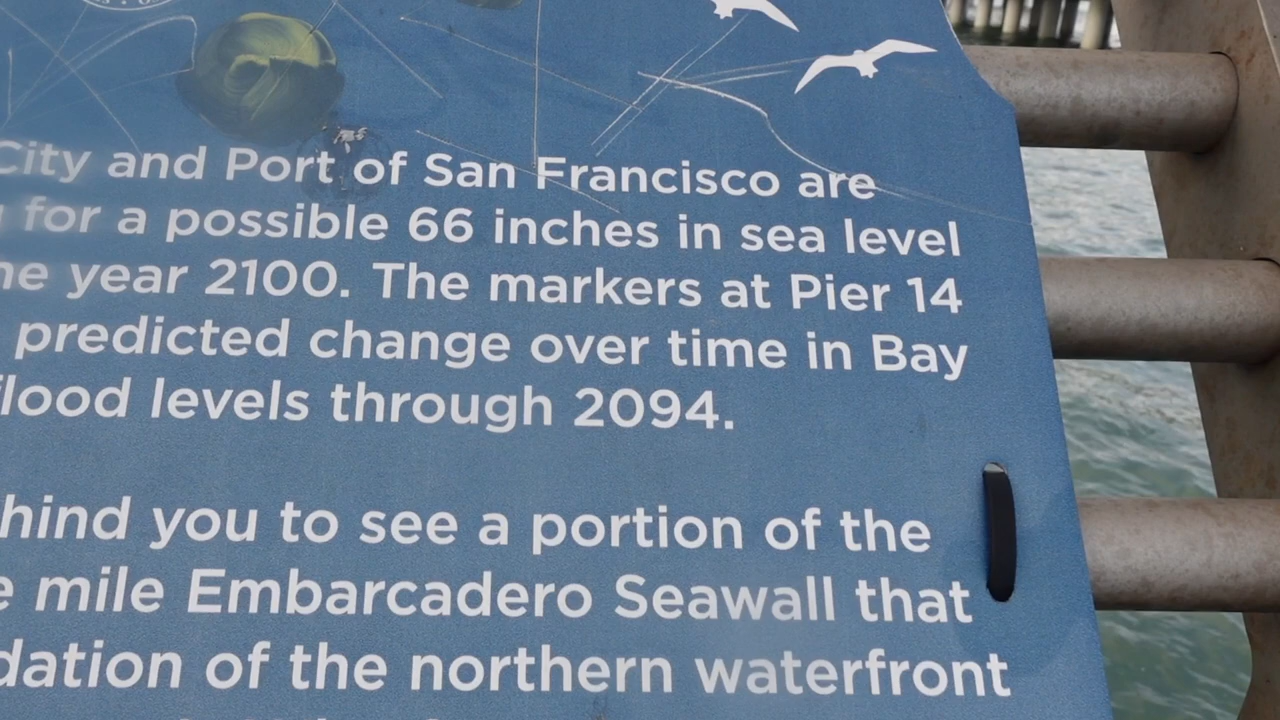 City and Port of San Francisco are
for a possible 66 inches in sea level
year 2100. The markers at Pier 14
predicted change over time in Bay
flood levels through 2094.
hind you to see a portion of the
mile Embarcadero Seawall that
dation of the northern waterfront